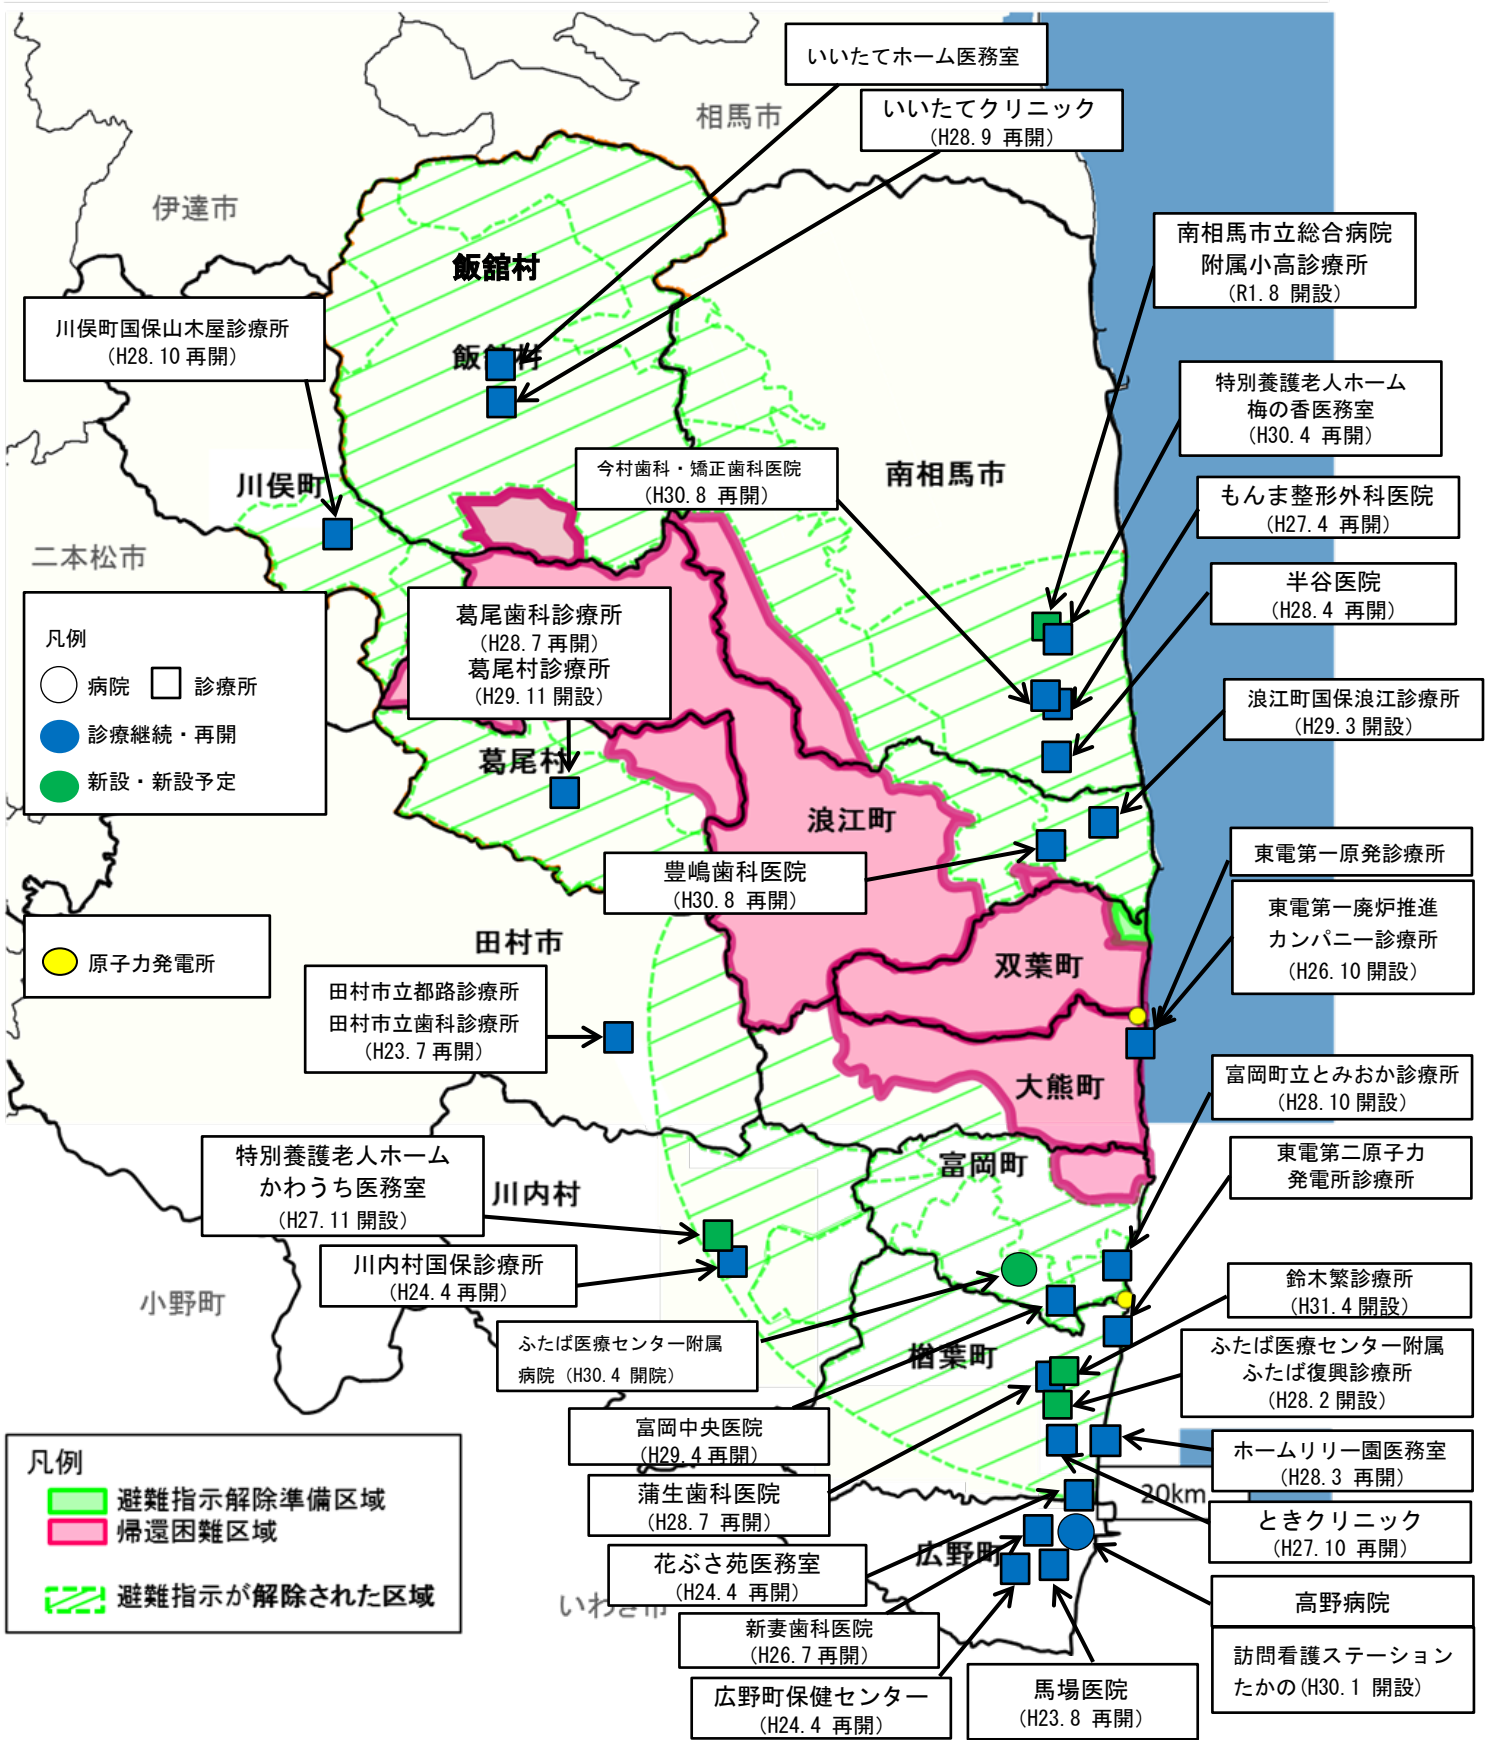 いいたてホーム医務室
相馬市
いいたてクリニック
(H28.9 再開)
伊達市
南相馬市立総合病院
附属小高診療所
(R1.8 開設)
飯舘村
川俣町国保山木屋診療所
(H28.10 再開)
飯舘村
特別養護老人ホーム
梅の香医務室
(H30.4 再開)
今村歯科・矯正歯科医院
(H30.8 再開)
南相馬市
川俣町
もんま整形外科医院
(H27.4 再開)
二本松市
半谷医院
(H28.4 再開)
葛尾歯科診療所
(H28.7 再開)
葛尾村診療所
(H29.11 開設)
凡例
病院
診療所
診療継続・再開
新設・新設予定
浪江町国保浪江診療所
(H29.3 開設)
葛尾村
浪江町
豊嶋歯科医院
(H30.8 再開)
東電第一原発診療所
東電第一廃炉推進
カンパニー診療所
(H26.10 開設)
原子力発電所
田村市
双葉町
田村市立都路診療所
田村市立歯科診療所
(H23.7 再開)
大熊町
富岡町立とみおか診療所
(H28.10 開設)
特別養護老人ホーム
かわうち医務室
(H27.11 開設)
川内村
富岡町
東電第二原子力
発電所診療所
川内村国保診療所
(H24.4 再開)
小野町
鈴木繁診療所
(H31.4 開設)
ふたば医療センター附属
病院 (H30.4 開院)
楢葉町
ふたば医療センター附属
ふたば復興診療所
(H28.2 開設)
富岡中央医院
(H29.4 再開)
ホームリリー園医務室
(H28.3 再開)
凡例
避難指示解除準備区域
帰還困難区域
避難指示が解除された区域
蒲生歯科医院
(H28.7 再開)
20km
ときクリニック
(H27.10 再開)
花ぶさ苑医務室
(H24.4 再開)
広野町
いわき市
高野病院
新妻歯科医院
(H26.7 再開)
訪問看護ステーション
たかの(H30.1 開設)
広野町保健センター
(H24.4 再開)
馬場医院
(H23.8 再開)